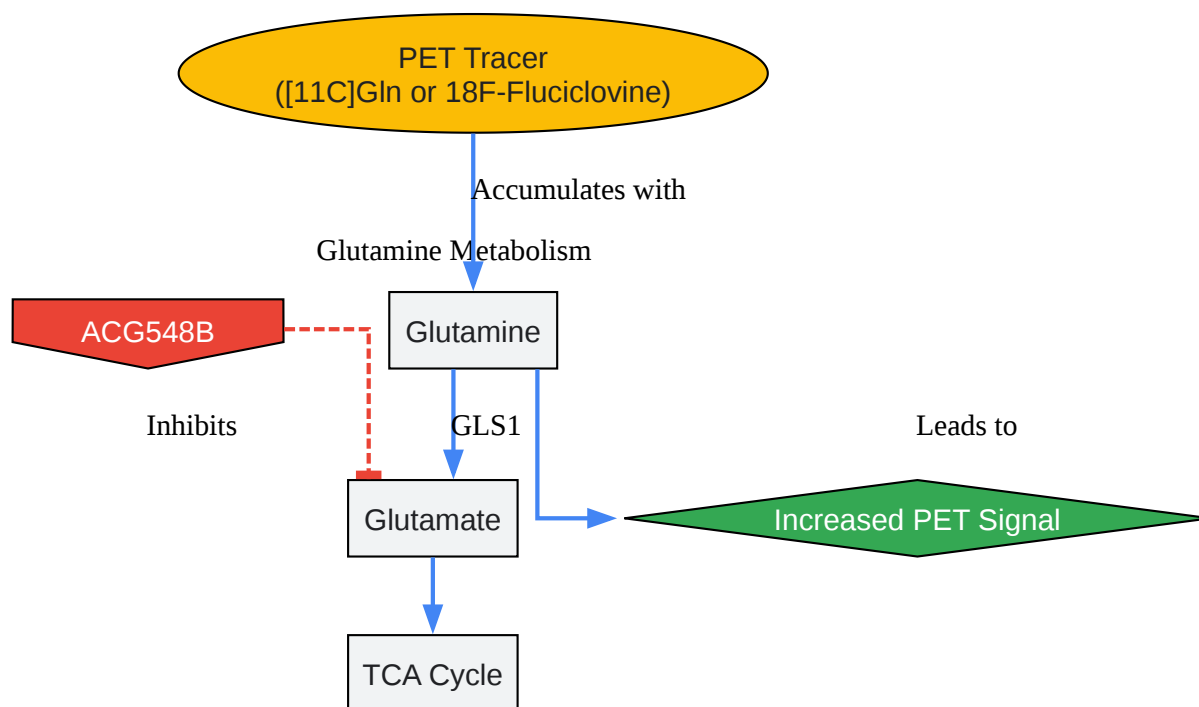 PET Tracer
([11C]Gln or 18F-Fluciclovine)
Accumulates with
Glutamine Metabolism
ACG548B
Glutamine
Inhibits
GLS1
Leads to
Glutamate
Increased PET Signal
TCA Cycle